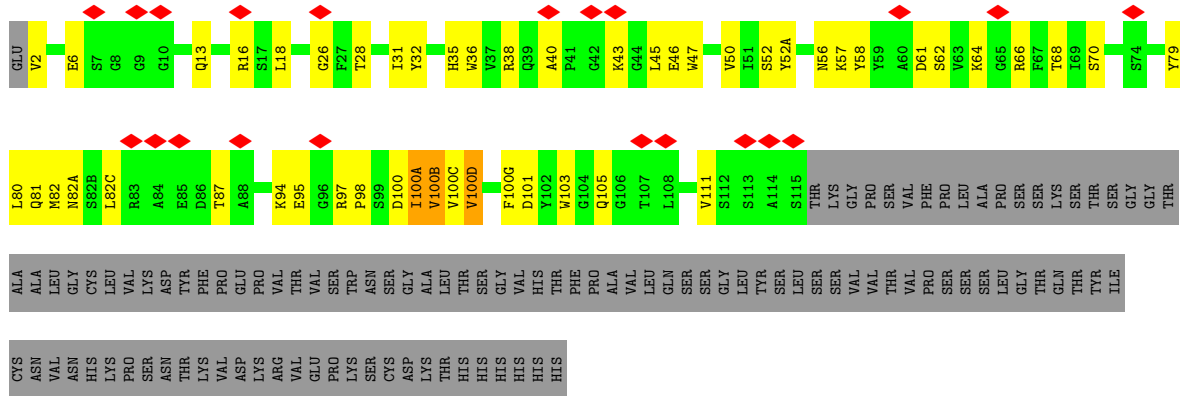 GLU V2 E6 S7 G8 G9 G10 Q13 R16 S17 L18 G26 F27 T28 I31 Y32 H35 W36 V37 R38 Q39 A40 P41 G42 K43 G44 L45 E46 W47 V50 I51 S52 Y52A N56 K57 Y58 Y59 A60 D61 S62 V63 K64 G65 R66 F67 T68 I69 S70 S74 Y79
L80 Q81 M82 N82A S82B L82C R83 A84 E85 D86 T87 A88 K94 E95 G96 R97 P98 S99 D100 I100A V100B V100C V100D F100G D101 Y102 W103 G104 Q105 G106 T107 L108 V111 S112 S113 A114 S115 THR LYS GLY PRO SER VAL PHE PRO LEU ALA PRO SER SER LYS SER THR SER GLY GLY THR
ALA ALA LEU GLY CYS LEU VAL LYS ASP TYR PHE PRO GLU PRO VAL THR VAL SER TRP ASN SER GLY ALA LEU THR SER GLY VAL HIS THR PHE PRO ALA VAL LEU GLN SER SER GLY LEU TYR SER LEU SER SER VAL VAL THR VAL PRO SER SER SER LEU GLY THR GLN THR TYR ILE
CYS ASN VAL ASN HIS LYS PRO SER ASN THR LYS VAL ASP LYS ARG VAL GLU PRO LYS SER CYS ASP LYS THR HIS HIS HIS HIS HIS HIS